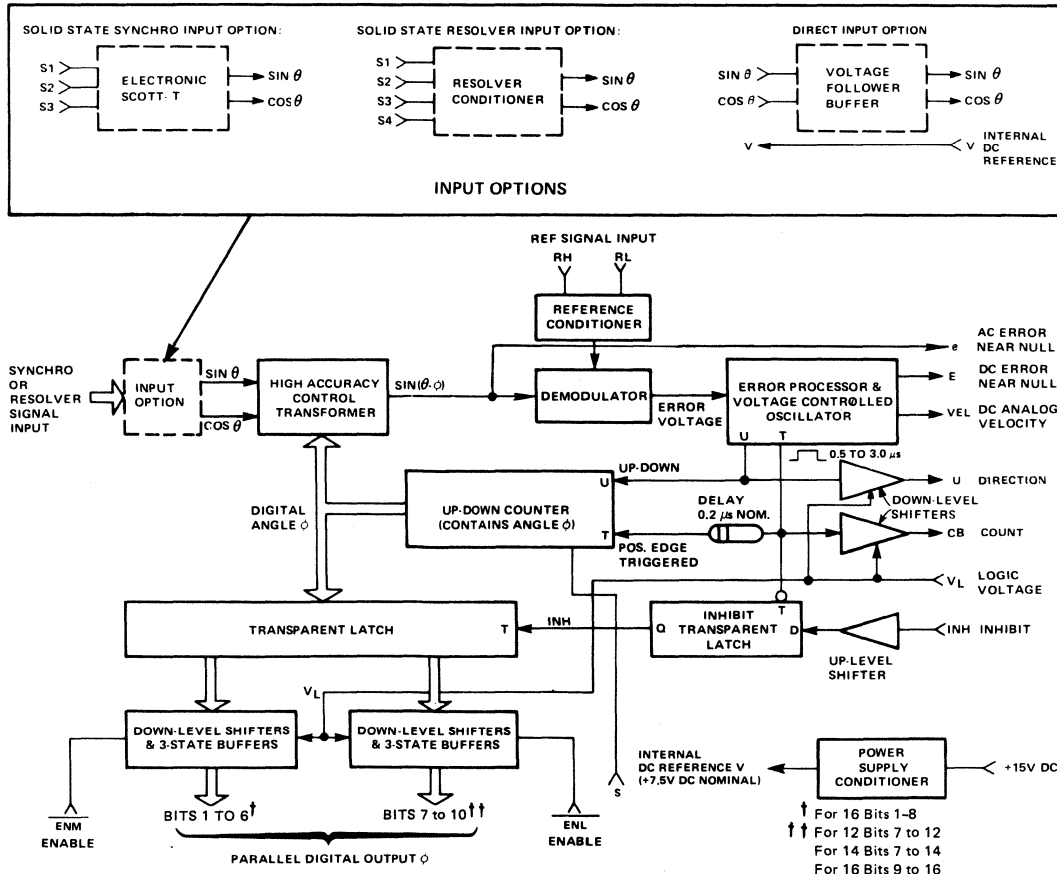 SOLID STATE SYNCHRO INPUT OPTION:
S1
S2
S3
ELECTRONIC
SCOTT-T
SIN θ
COS θ
SOLID STATE RESOLVER INPUT OPTION:
S1
S2
S3
S4
RESOLVER
CONDITIONER
SIN θ
COS θ
DIRECT INPUT OPTION
SIN θ
COS θ
VOLTAGE
FOLLOWER
BUFFER
SIN θ
COS θ
V
V
INTERNAL
DC
REFERENCE
INPUT OPTIONS
REF SIGNAL INPUT
RH
RL
REFERENCE
CONDITIONER
SYNCHRO
OR
RESOLVER
SIGNAL
INPUT
INPUT
OPTION
SIN θ
COS θ
HIGH ACCURACY
CONTROL
TRANSFORMER
SIN(θ-ϕ)
DEMODULATOR
ERROR
VOLTAGE
ERROR PROCESSOR &
VOLTAGE CONTROLLED
OSCILLATOR
U
T
e
AC ERROR
NEAR NULL
E
DC ERROR
NEAR NULL
VEL
DC ANALOG
VELOCITY
0.5 TO 3.0 μs
UP-DOWN
U
DIRECTION
DOWN-LEVEL
SHIFTERS
DIGITAL
ANGLE ϕ
UP-DOWN COUNTER
(CONTAINS ANGLE ϕ)
U
T
DELAY
0.2 μs NOM.
POS. EDGE
TRIGGERED
CB
COUNT
VL
LOGIC
VOLTAGE
TRANSPARENT LATCH
T
INH
Q
INHIBIT
TRANSPARENT
LATCH
T
D
INH
INHIBIT
UP-LEVEL
SHIFTER
VL
DOWN-LEVEL SHIFTERS
& 3-STATE BUFFERS
DOWN-LEVEL SHIFTERS
& 3-STATE BUFFERS
INTERNAL
DC REFERENCE V
(+7,5V DC NOMINAL)
S
POWER
SUPPLY
CONDITIONER
+15V DC
ENM
ENABLE
BITS 1 TO 6†
BITS 7 to 10††
ENL
ENABLE
PARALLEL DIGITAL OUTPUT ϕ
† For 16 Bits 1–8
†† For 12 Bits 7 to 12
For 14 Bits 7 to 14
For 16 Bits 9 to 16